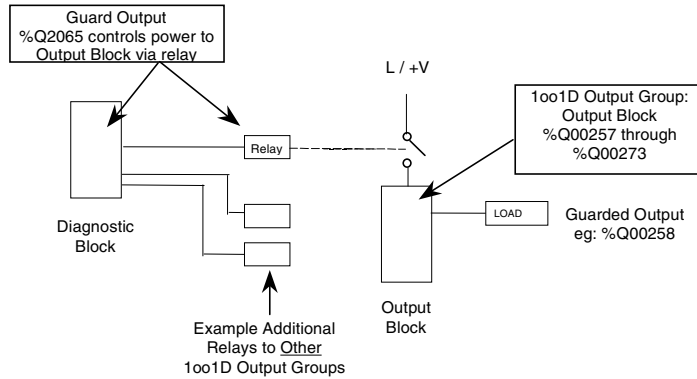 Guard Output
%Q2065 controls power to
Output Block via relay
L / +V
1oo1D Output Group:
Output Block
%Q00257 through
%Q00273
Relay
LOAD
Guarded Output
eg: %Q00258
Diagnostic
Block
Output
Block
Example Additional
Relays to Other
1oo1D Output Groups